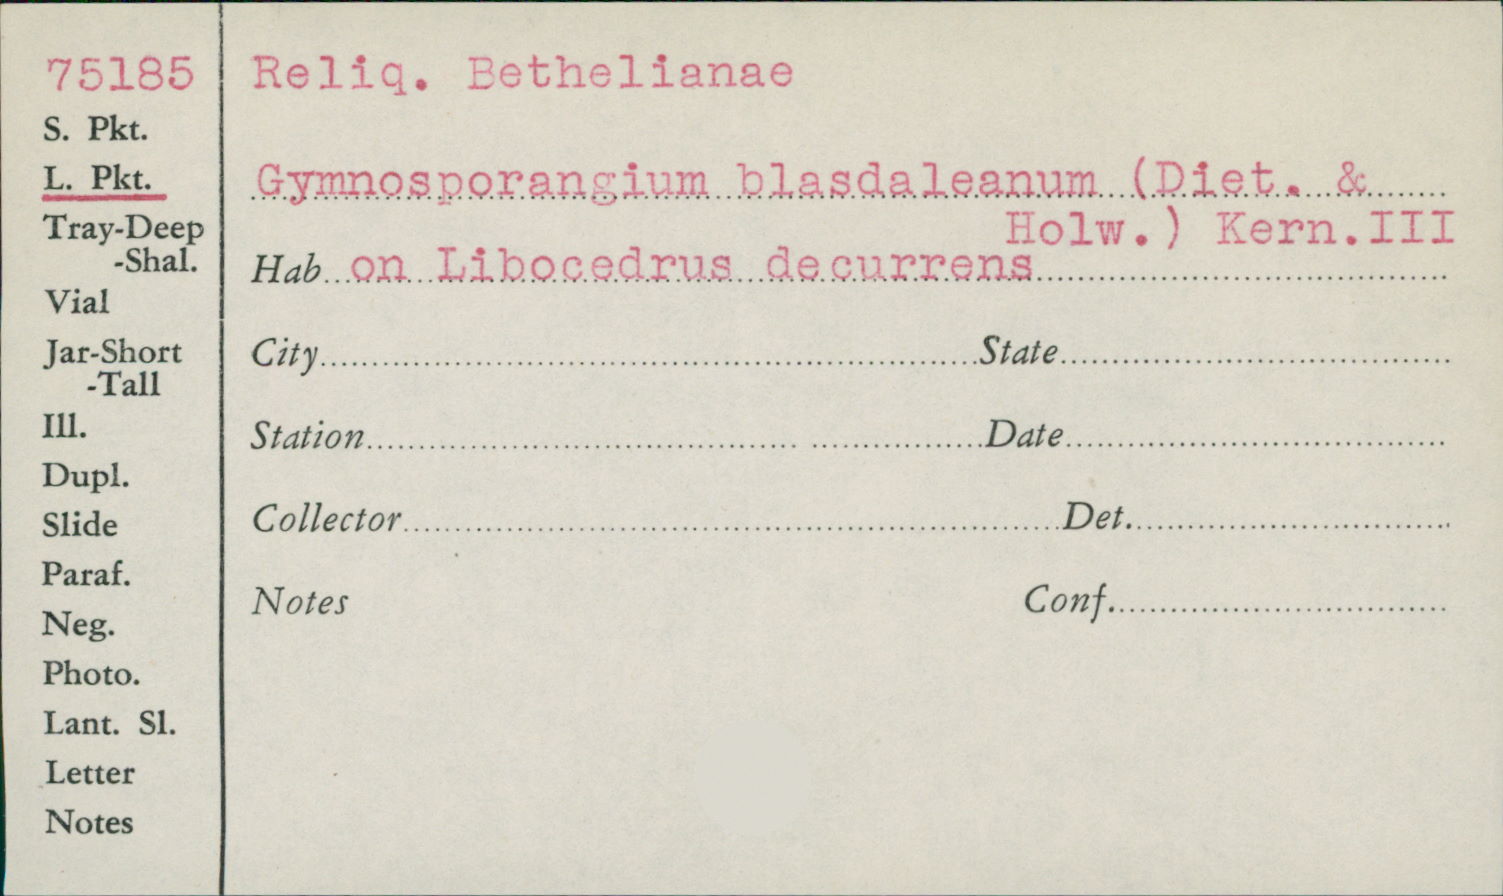 75185
S. Pkt.
L. Pkt.
Tray-Deep
-Shal.
Vial
Jar-Short
-Tall
Ill.
Dupl.
Slide
Paraf.
Neg.
Photo.
Lant. Sl.
Letter
Notes
Reliq. Bethelianae
Gymnosporangium blasdaleanum (Diet. &
Holw.) Kern.III
Hab on Libocedrus decurrens
City State
Station Date
Collector Det.
Notes Conf.